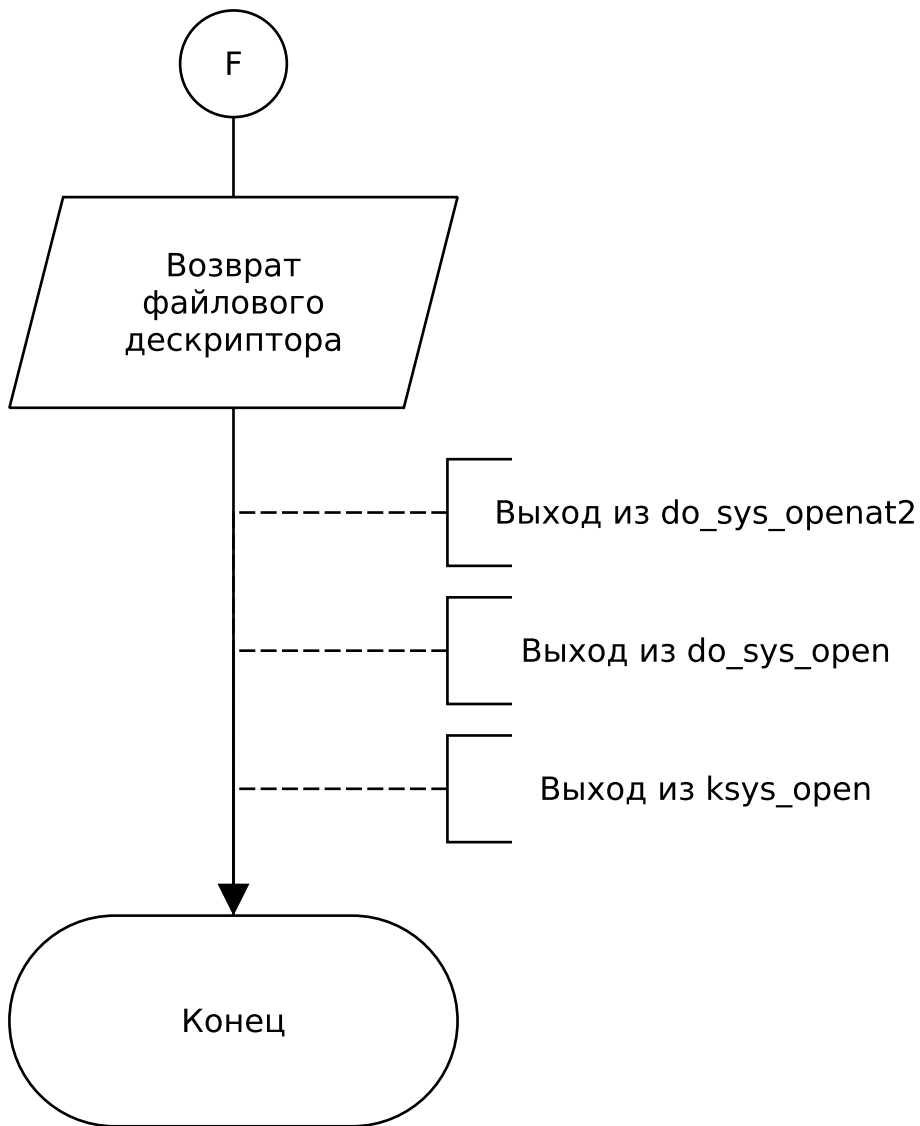 F
Возврат
файлового
дескриптора
Выход из do_sys_openat2
Выход из do_sys_open
Выход из ksys_open
Конец